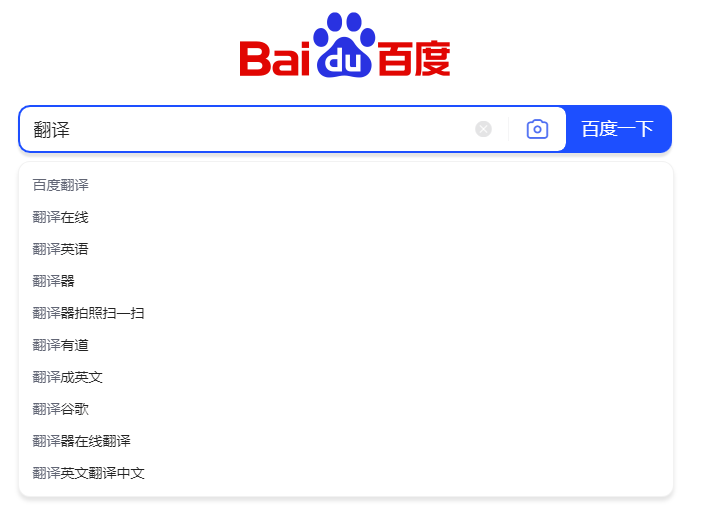 Bai du 百度
翻译 百度一下
百度翻译
翻译在线
翻译英语
翻译器
翻译器拍照扫一扫
翻译有道
翻译成英文
翻译谷歌
翻译器在线翻译
翻译英文翻译中文